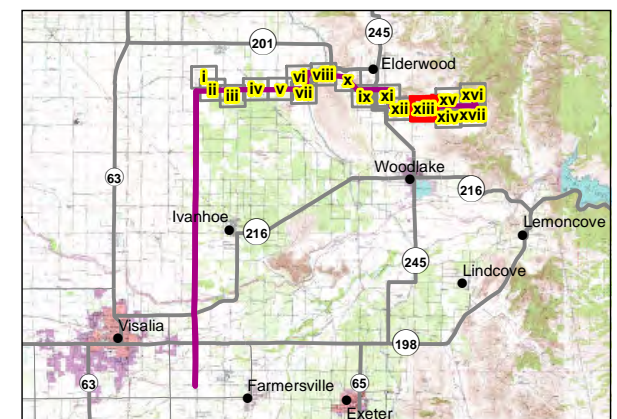 245
201
Elderwood
i
ii
iii
iv
v
vi
vii
viii
x
ix
xi
xii
xiii
xv
xvi
xiv
xvii
63
Woodlake
216
Ivanhoe
216
Lemoncove
245
Lindcove
Visalia
198
63
Farmersville
65
Exeter